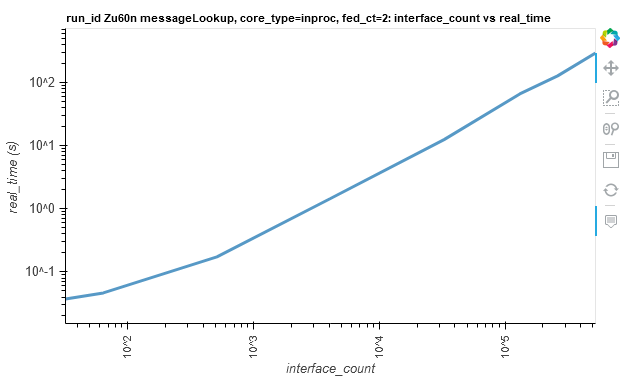 run_id Zu60n messageLookup, core_type=inproc, fed_ct=2: interface_count vs real_time
real_time (s)
10^2
10^1
10^0
10^-1
10^2
10^3
10^4
10^5
interface_count